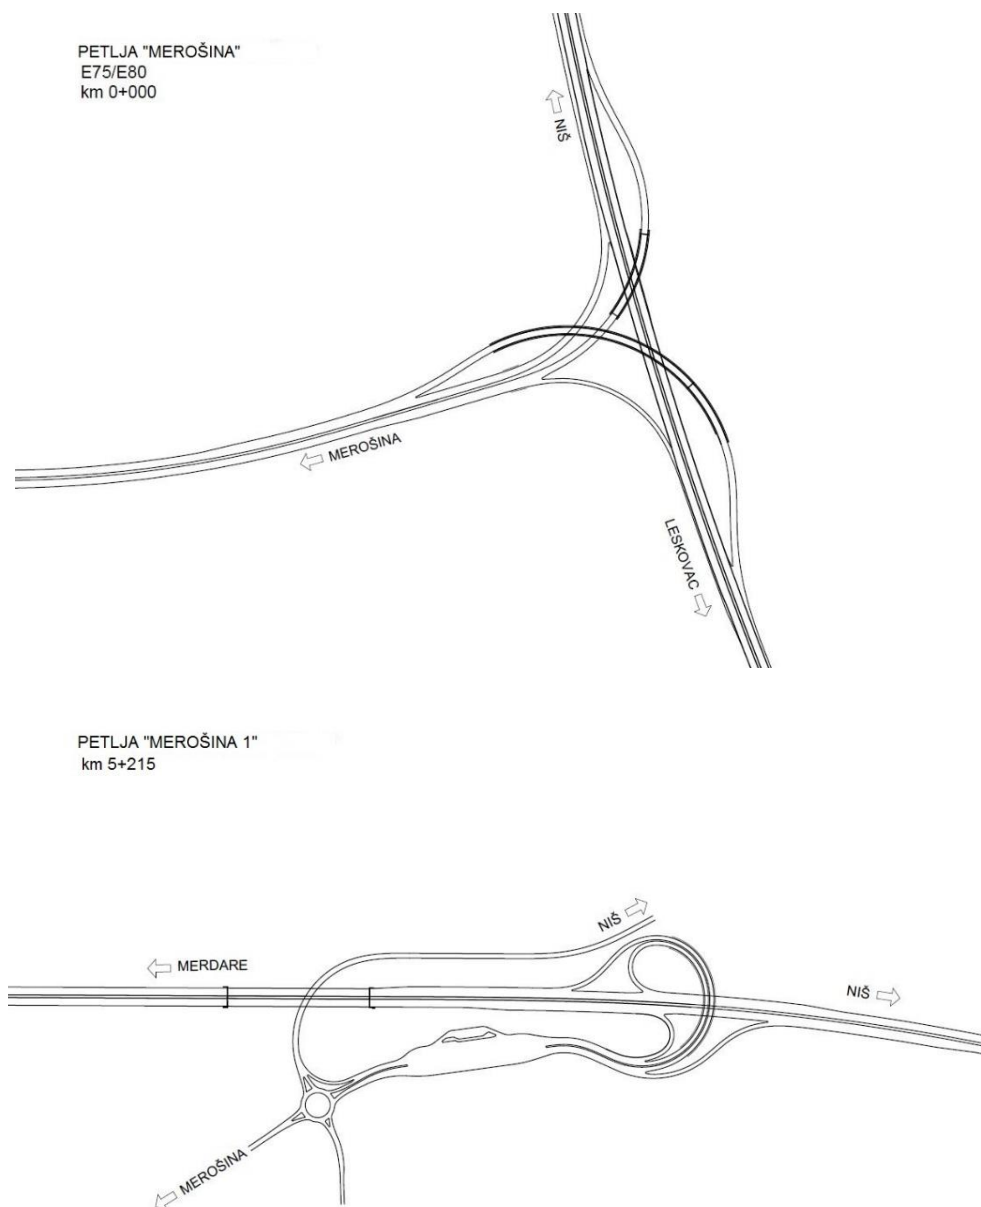 PETLJA "MEROŠINA"
E75/E80
km 0+000
NIŠ
MEROŠINA
LESKOVAC
PETLJA "MEROŠINA 1"
km 5+215
NIŠ
MERDARE
NIŠ
MEROŠINA